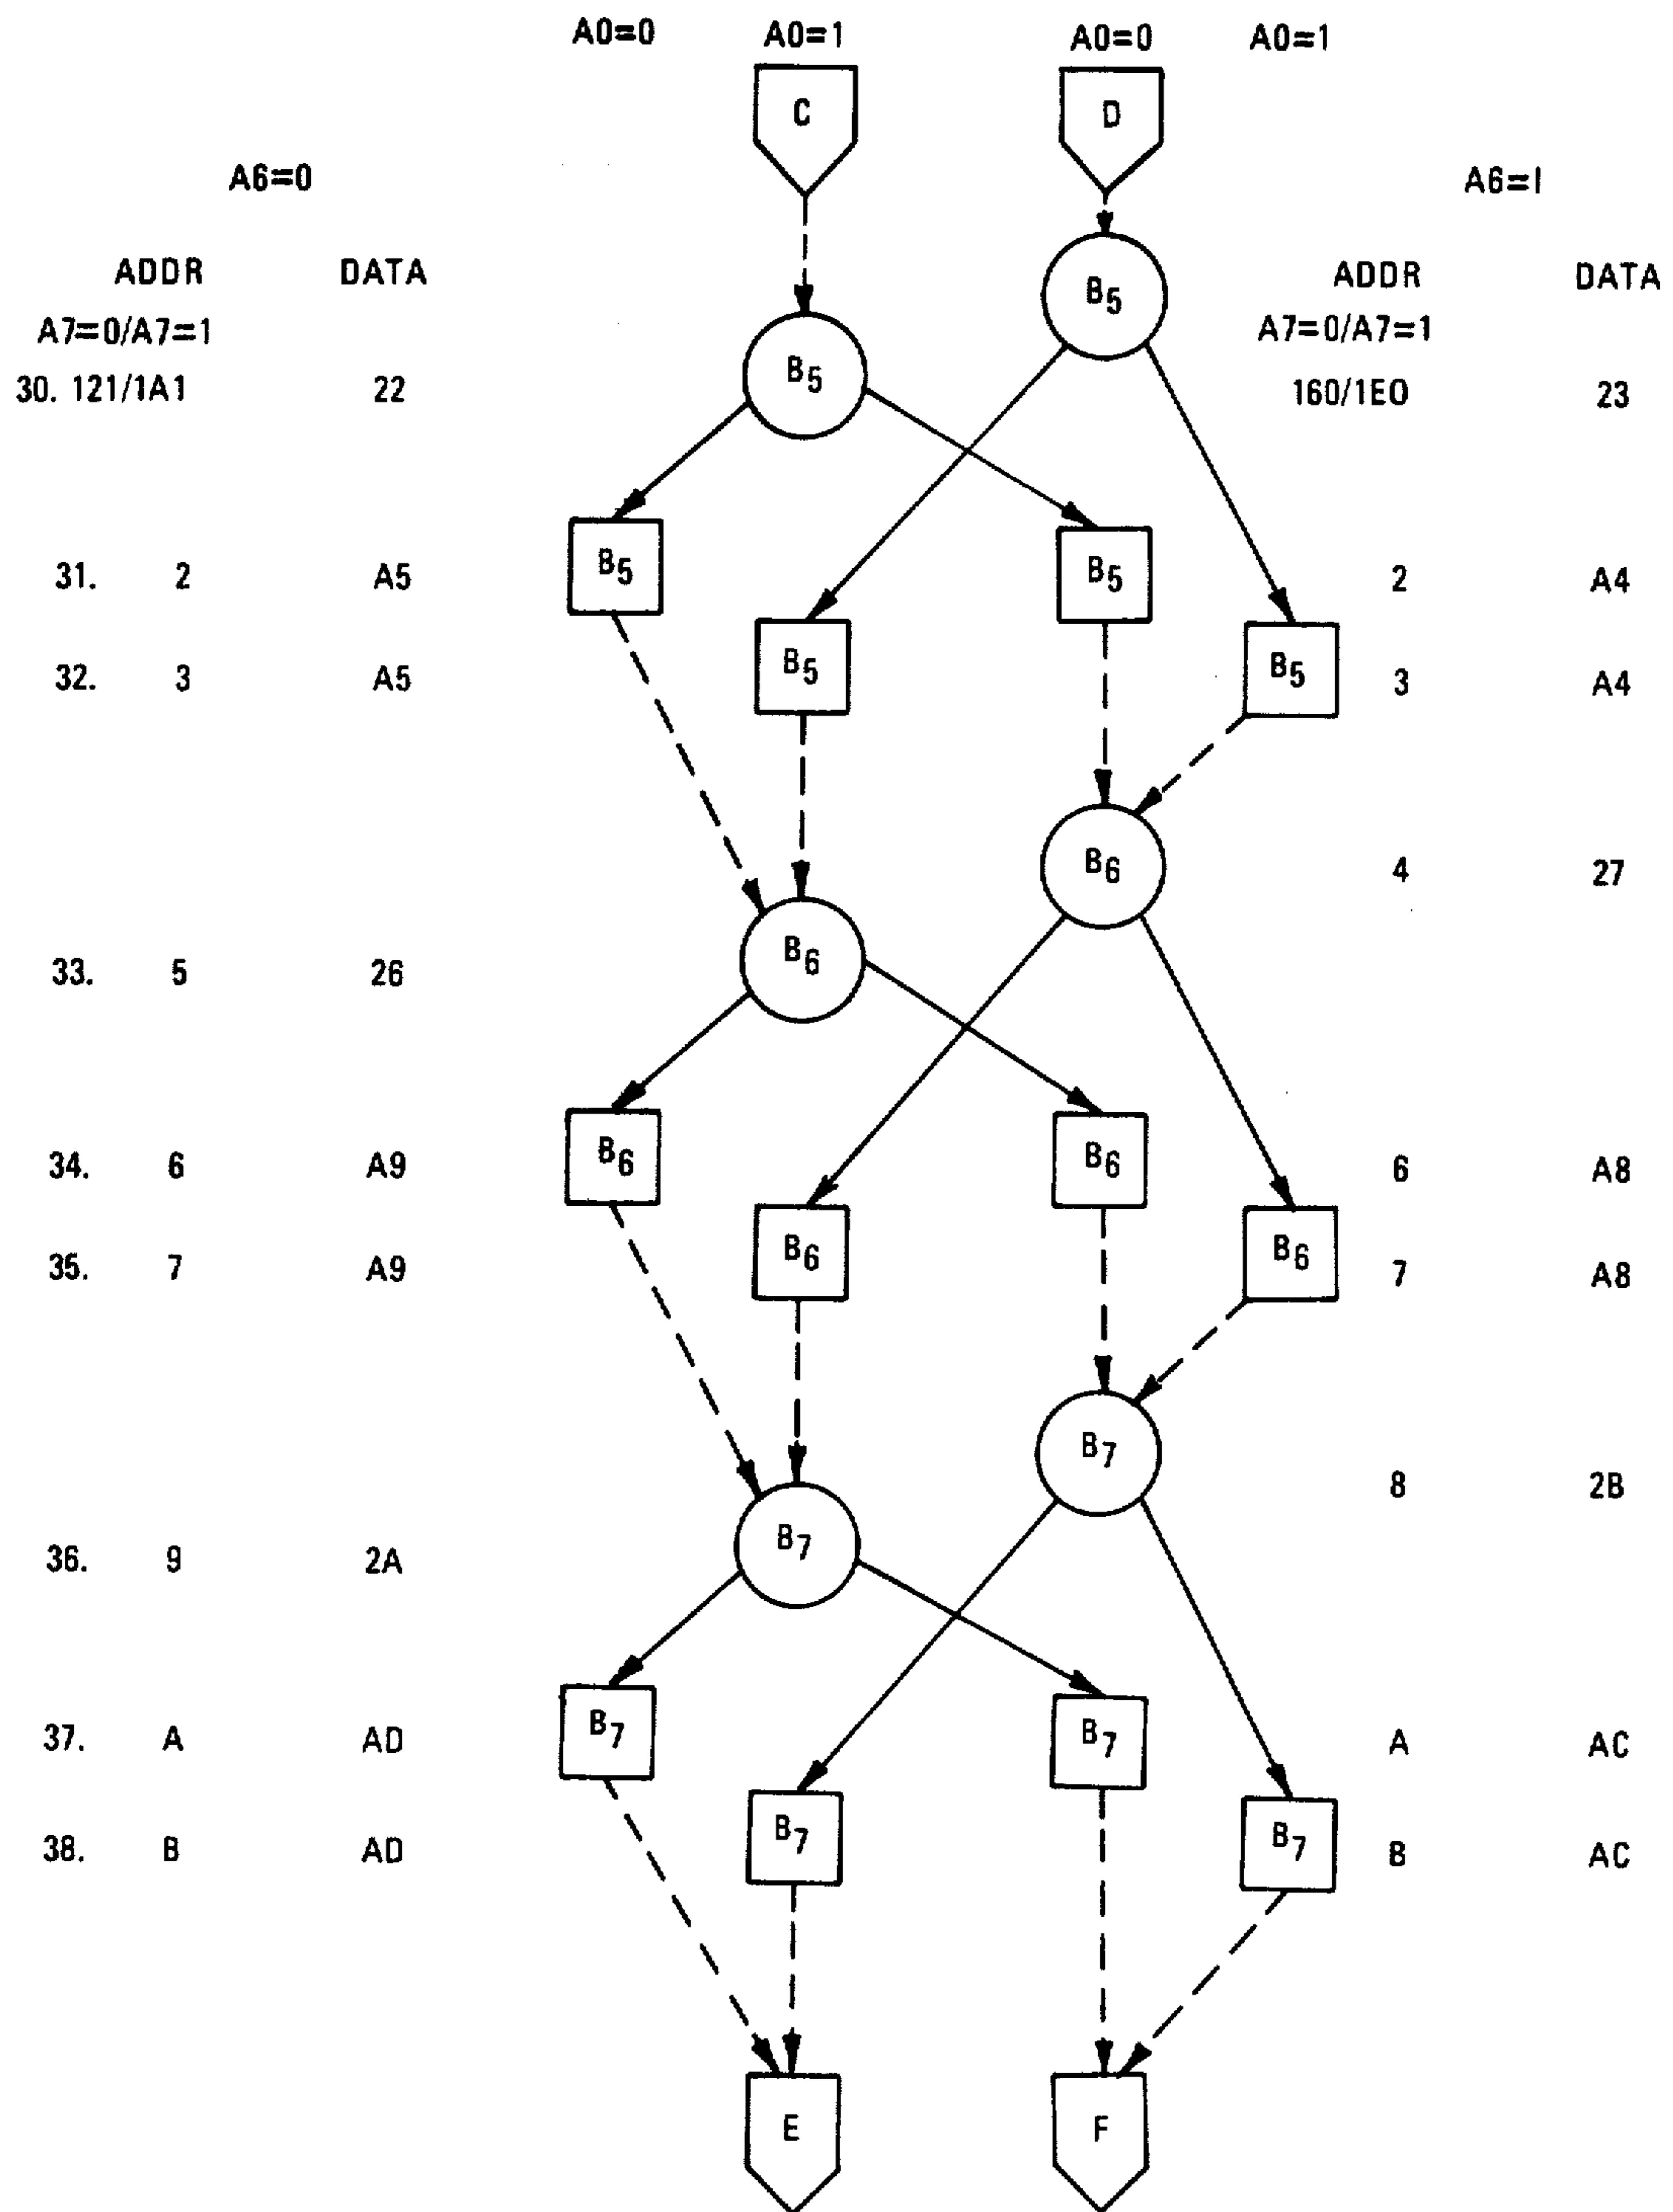 A0=0 A0=1 A0=0 A0=1
C D
A6=0 A6=1
ADDR DATA B5 ADDR DATA
A7=0/A7=1 A7=0/A7=1
30. 121/1A1 22 B5 160/1E0 23
31. 2 A5 B5 B5 2 A4
32. 3 A5 B5 B5 3 A4
B6 4 27
33. 5 26 B6
34. 6 A9 B6 B6 6 A8
35. 7 A9 B6 B6 7 A8
B7 8 2B
36. 9 2A B7
37. A AD B7 B7 A AC
38. B AD B7 B7 B AC
E F